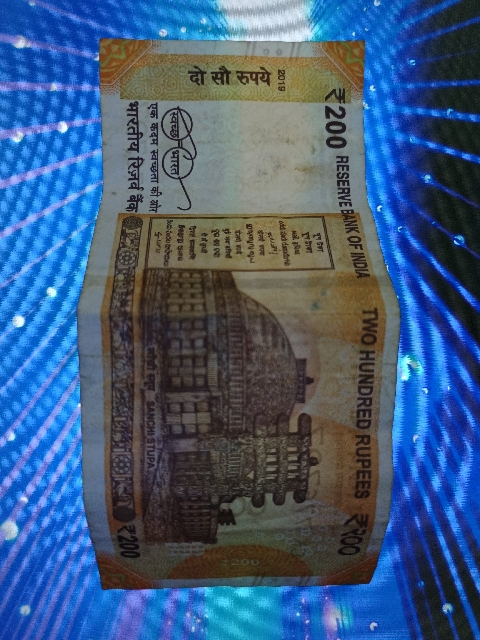 ₹200 RESERVE BANK OF INDIA
दो सौ रुपये
2019
स्वच्छ भारत
एक कदम स्वच्छता की ओर
भारतीय रिज़र्व बैंक
TWO HUNDRED RUPEES ₹200
सांची स्तूप SANCHI STUPA
₹200
₹200